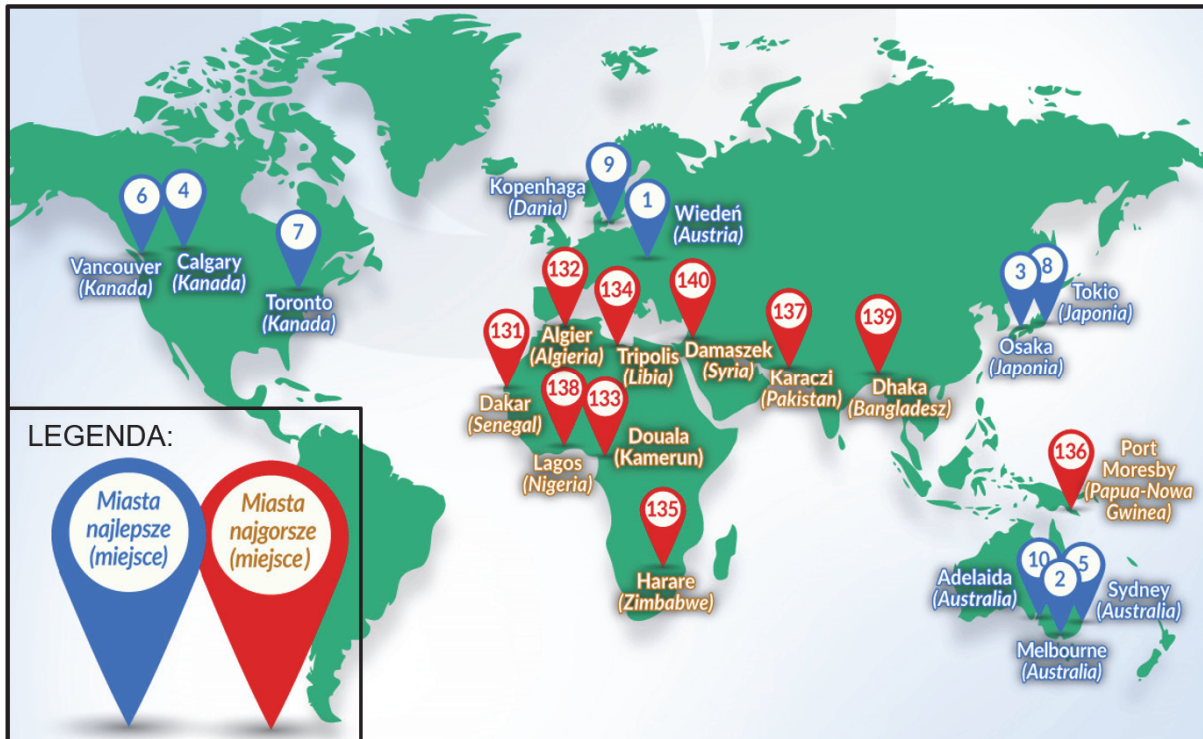 9
Kopenhaga
(Dania)
1
Wiedeń
(Austria)
6
4
7
Vancouver
(Kanada)
Calgary
(Kanada)
Toronto
(Kanada)
132
134
140
137
139
3
8
Tokio
(Japonia)
Osaka
(Japonia)
131
Algier
(Algieria)
Tripolis
(Libia)
Damaszek
(Syria)
Karaczi
(Pakistan)
Dhaka
(Bangladesz)
Dakar
(Senegal)
138
133
Lagos
(Nigeria)
Douala
(Kamerun)
136
Port
Moresby
(Papua-Nowa
Gwinea)
135
Harare
(Zimbabwe)
10
2
5
Adelaida
(Australia)
Sydney
(Australia)
Melbourne
(Australia)
LEGENDA:
Miasta
najlepsze
(miejsce)
Miasta
najgorsze
(miejsce)